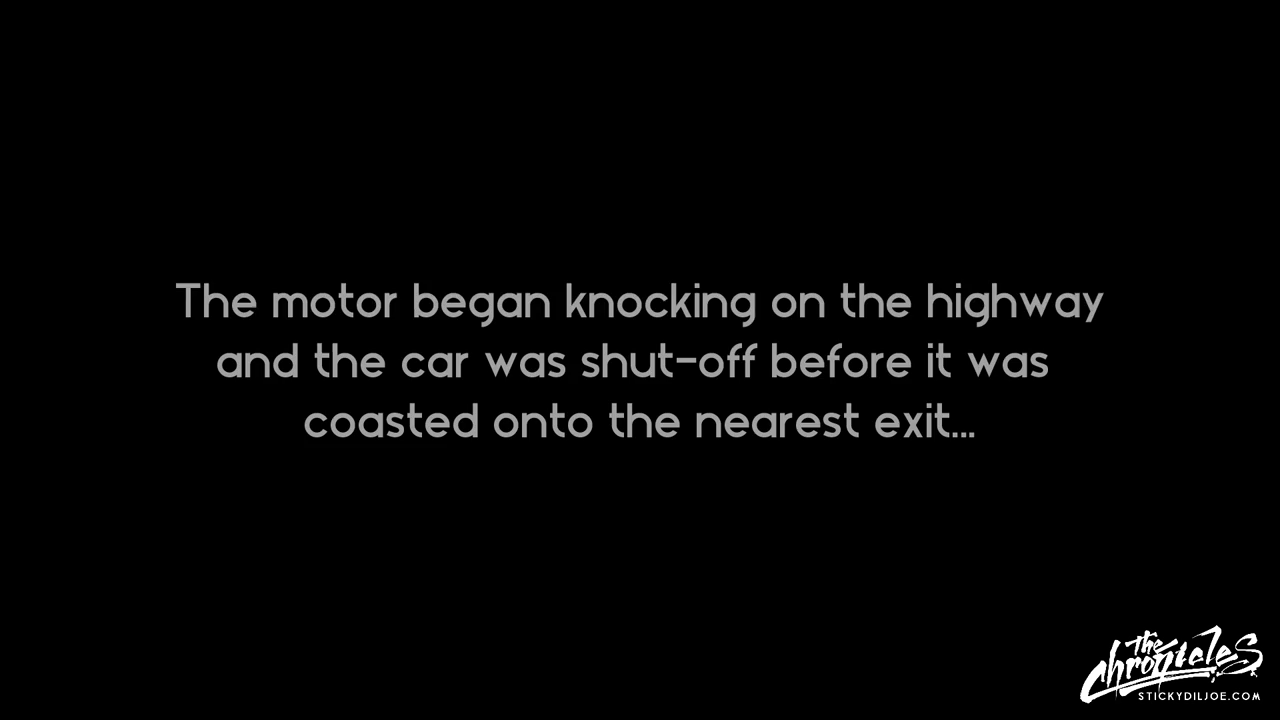 The motor began knocking on the highway
and the car was shut-off before it was
coasted onto the nearest exit...
The
chronicles
STICKYDILJOE.COM